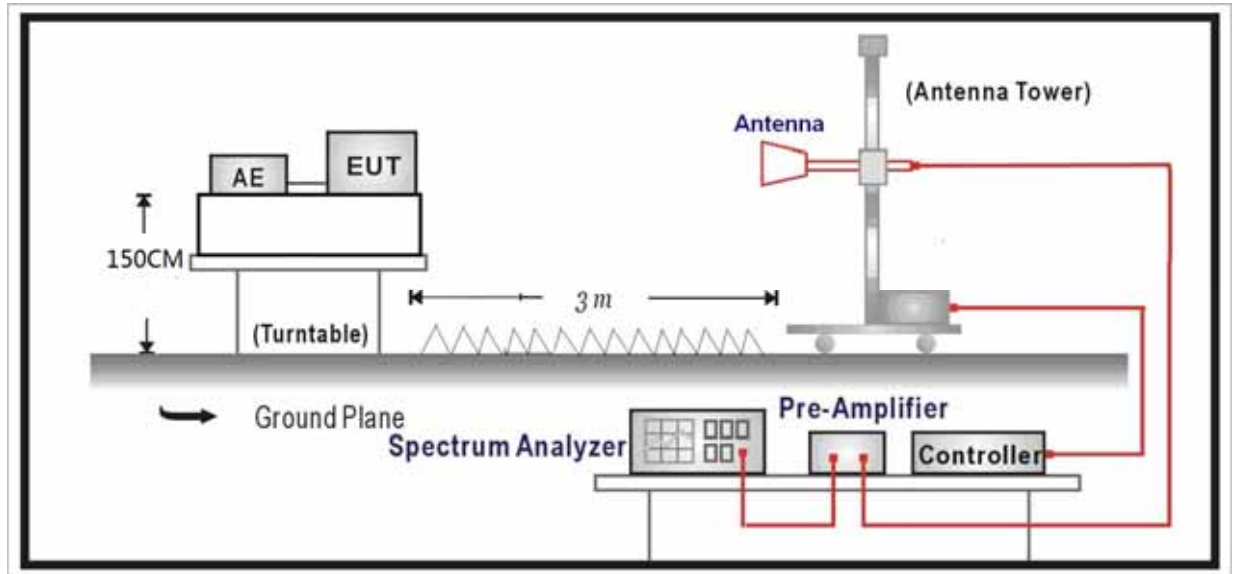 (Antenna Tower)
Antenna
EUT
AE
150CM
3 m
(Turntable)
Ground Plane
Pre-Amplifier
Spectrum Analyzer
Controller